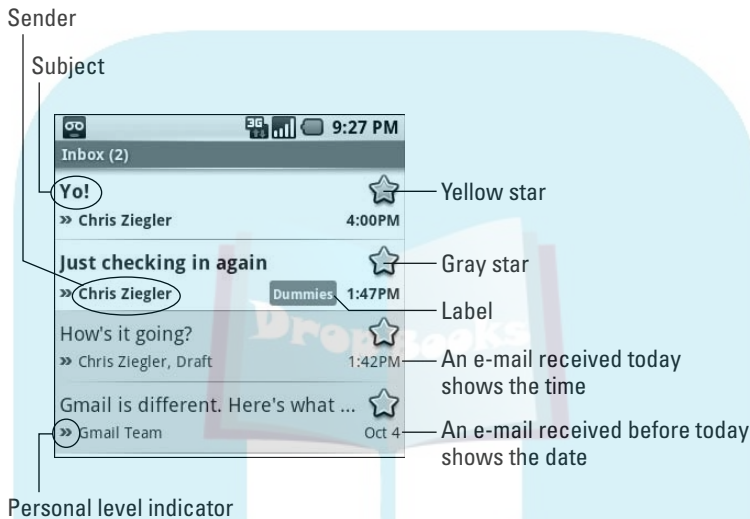 Sender
Subject
3G 9:27 PM
Inbox (2)
Yo!
» Chris Ziegler 4:00PM
Yellow star
Just checking in again
Gray star
» Chris Ziegler Dummies 1:47PM
Label
How's it going?
» Chris Ziegler, Draft 1:42PM
An e-mail received today
shows the time
Gmail is different. Here's what ...
» Gmail Team Oct 4
An e-mail received before today
shows the date
Personal level indicator
DropBooks